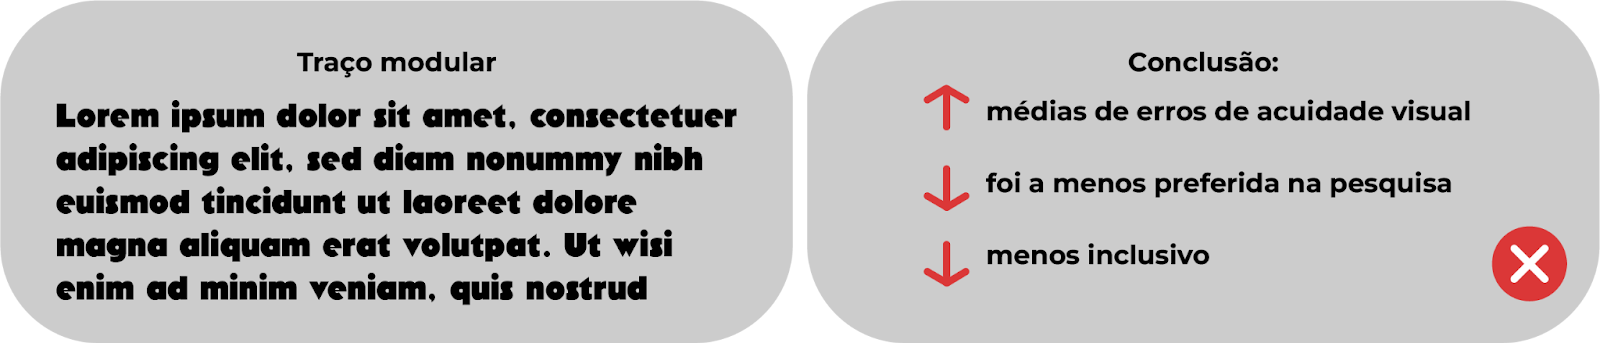 Traço modular
Lorem ipsum dolor sit amet, consectetuer
adipiscing elit, sed diam nonummy nibh
euismod tincidunt ut laoreet dolore
magna aliquam erat volutpat. Ut wisi
enim ad minim veniam, quis nostrud
Conclusão:
médias de erros de acuidade visual
foi a menos preferida na pesquisa
menos inclusivo